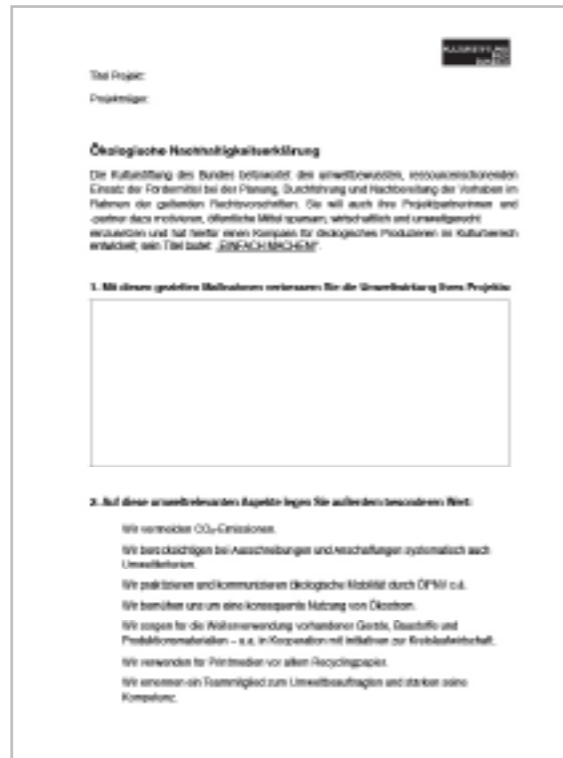 KULTURSTIFTUNG
DES
BUNDES
Titel Projekt:
Projektträger:
Ökologische Nachhaltigkeitserklärung
Die Kulturstiftung des Bundes befürwortet den umweltbewussten, ressourcenschonenden
Einsatz der Fördermittel bei der Planung, Durchführung und Nachbereitung der Vorhaben im
Rahmen der geltenden Rechtsvorschriften. Sie will auch ihre Projektpartnerinnen und
-partner dazu motivieren, öffentliche Mittel sparsam, wirtschaftlich und umweltgerecht
einzusetzen und hat hierfür einen Kompass für ökologisches Produzieren im Kulturbereich
entwickelt; sein Titel lautet: „EINFACH MACHEN!".
1. Mit diesen gezielten Maßnahmen verbessern Sie die Umweltwirkung Ihres Projekts:
2. Auf diese umweltrelevanten Aspekte legen Sie außerdem besonderen Wert:
Wir vermeiden CO₂-Emissionen.
Wir berücksichtigen bei Ausschreibungen und Anschaffungen systematisch auch
Umweltkriterien.
Wir praktizieren und kommunizieren ökologische Mobilität durch ÖPNV o.ä.
Wir bemühen uns um eine konsequente Nutzung von Ökostrom.
Wir sorgen für die Weiterverwendung vorhandener Geräte, Baustoffe und
Produktionsmaterialien – u.a. in Kooperation mit Initiativen zur Kreislaufwirtschaft.
Wir verwenden für Printmedien vor allem Recyclingpapier.
Wir ernennen ein Teammitglied zum Umweltbeauftragten und stärken seine
Kompetenz.